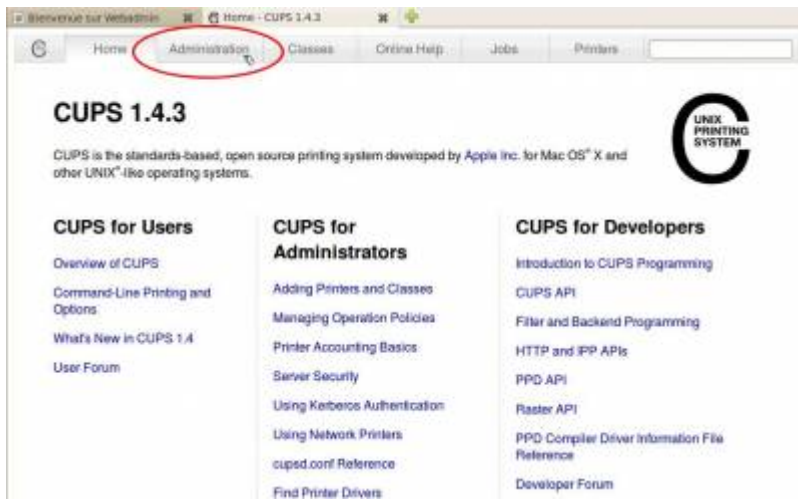 Bienvenue sur Webadmin
Home - CUPS 1.4.3
Home
Administration
Classes
Online Help
Jobs
Printers
CUPS 1.4.3
UNIX
PRINTING
SYSTEM
CUPS is the standards-based, open source printing system developed by Apple Inc. for Mac OS® X and
other UNIX®-like operating systems.
CUPS for Users
Overview of CUPS
Command-Line Printing and
Options
What's New in CUPS 1.4
User Forum
CUPS for
Administrators
Adding Printers and Classes
Managing Operation Policies
Printer Accounting Basics
Server Security
Using Kerberos Authentication
Using Network Printers
cupsd.conf Reference
Find Printer Drivers
CUPS for Developers
Introduction to CUPS Programming
CUPS API
Filter and Backend Programming
HTTP and IPP APIs
PPD API
Raster API
PPD Compiler Driver Information File
Reference
Developer Forum